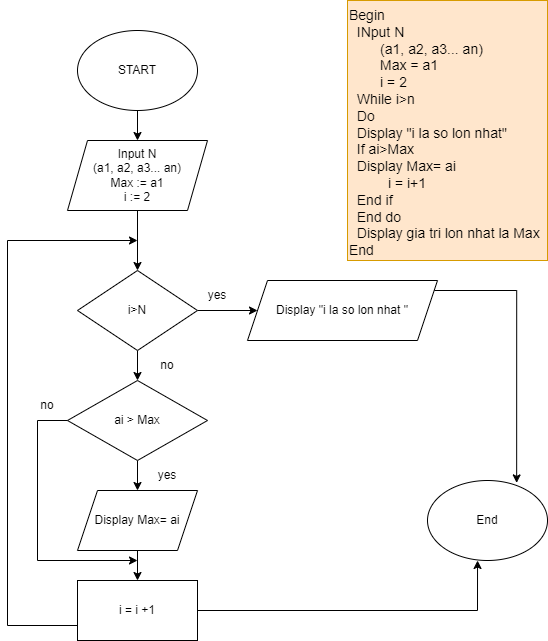 START
Input N
(a1, a2, a3... an)
Max := a1
i := 2
i>N
yes
Display "i la so lon nhat "
no
ai > Max
no
yes
Display Max= ai
i = i +1
End
Begin
INput N
(a1, a2, a3... an)
Max = a1
i = 2
While i>n
Do
Display "i la so lon nhat"
If ai>Max
Display Max= ai
i = i+1
End if
End do
Display gia tri lon nhat la Max
End